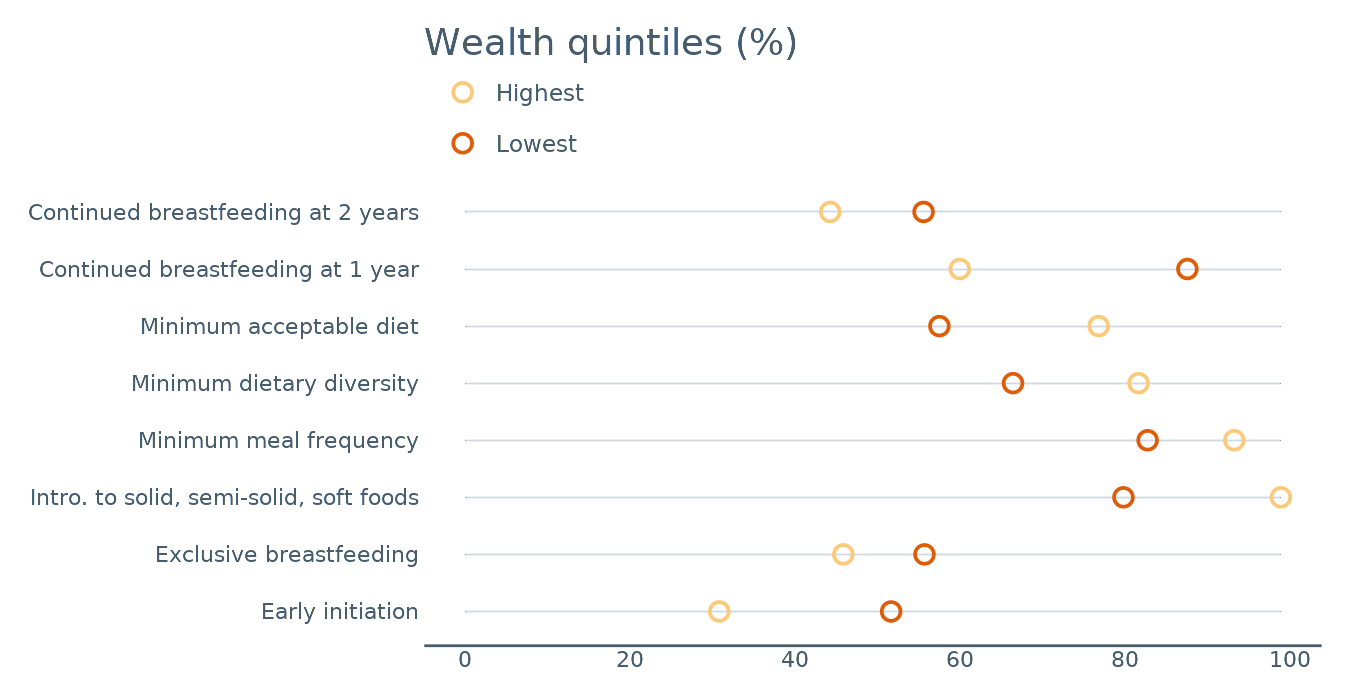 Wealth quintiles (%)
Highest
Lowest
Continued breastfeeding at 2 years
Continued breastfeeding at 1 year
Minimum acceptable diet
Minimum dietary diversity
Minimum meal frequency
Intro. to solid, semi-solid, soft foods
Exclusive breastfeeding
Early initiation
0 20 40 60 80 100